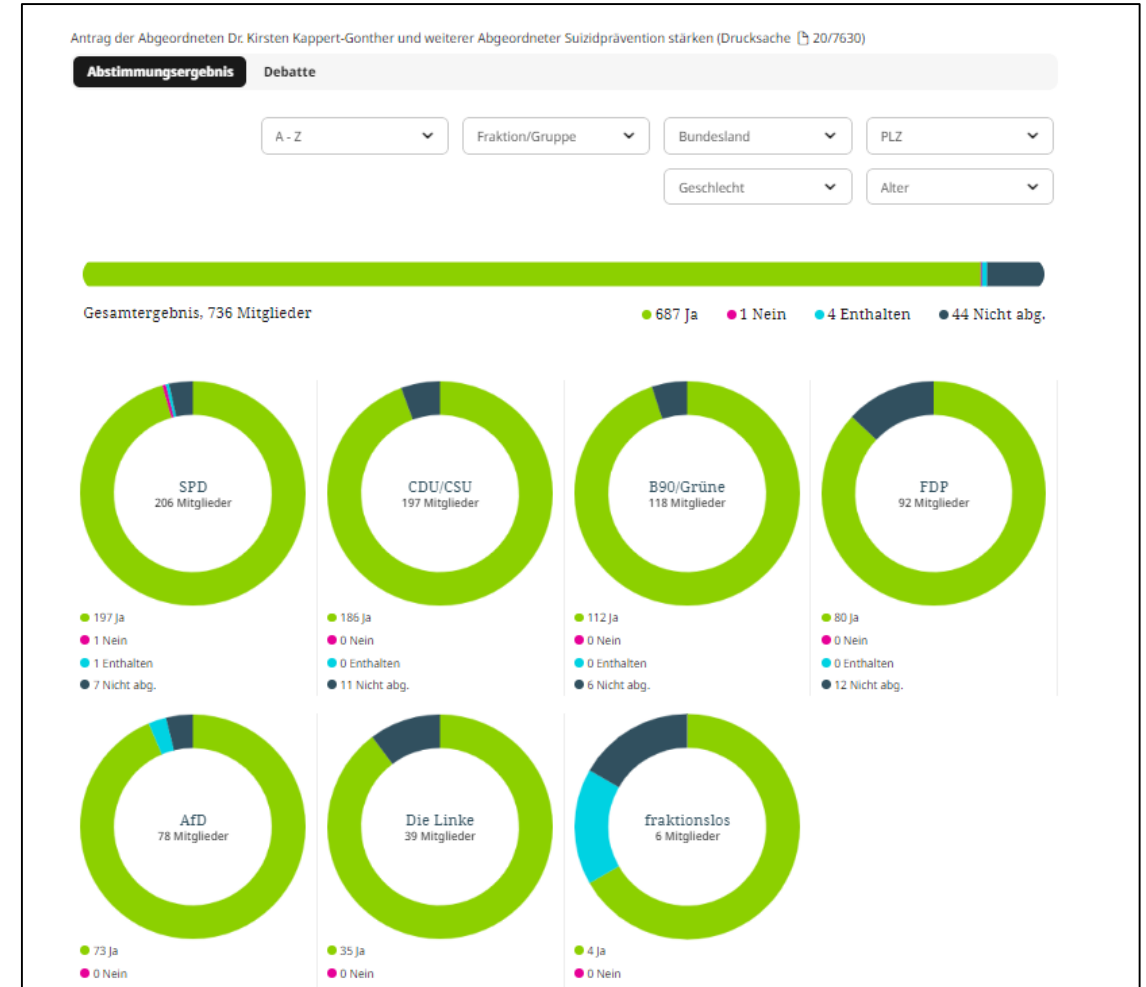 Antrag der Abgeordneten Dr. Kirsten Kappert-Gonther und weiterer Abgeordneter Suizidprävention stärken (Drucksache 20/7630)
Abstimmungsergebnis Debatte
A - Z Fraktion/Gruppe Bundesland PLZ
Geschlecht Alter
Gesamtergebnis, 736 Mitglieder 687 Ja 1 Nein 4 Enthalten 44 Nicht abg.
SPD
206 Mitglieder
197 Ja
1 Nein
1 Enthalten
7 Nicht abg.
CDU/CSU
197 Mitglieder
186 Ja
0 Nein
0 Enthalten
11 Nicht abg.
B90/Grüne
118 Mitglieder
112 Ja
0 Nein
0 Enthalten
6 Nicht abg.
FDP
92 Mitglieder
80 Ja
0 Nein
0 Enthalten
12 Nicht abg.
AfD
78 Mitglieder
73 Ja
0 Nein
Die Linke
39 Mitglieder
35 Ja
0 Nein
fraktionslos
6 Mitglieder
4 Ja
0 Nein